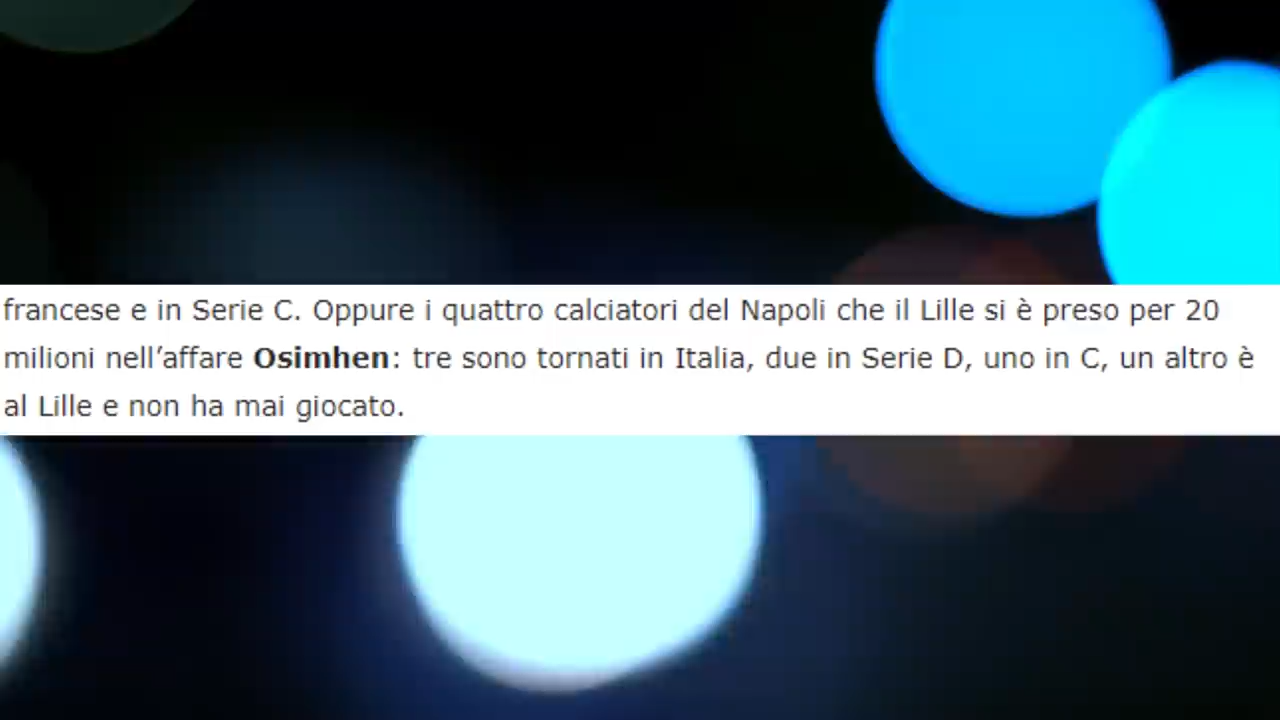 francese e in Serie C. Oppure i quattro calciatori del Napoli che il Lille si è preso per 20
milioni nell’affare Osimhen: tre sono tornati in Italia, due in Serie D, uno in C, un altro è
al Lille e non ha mai giocato.